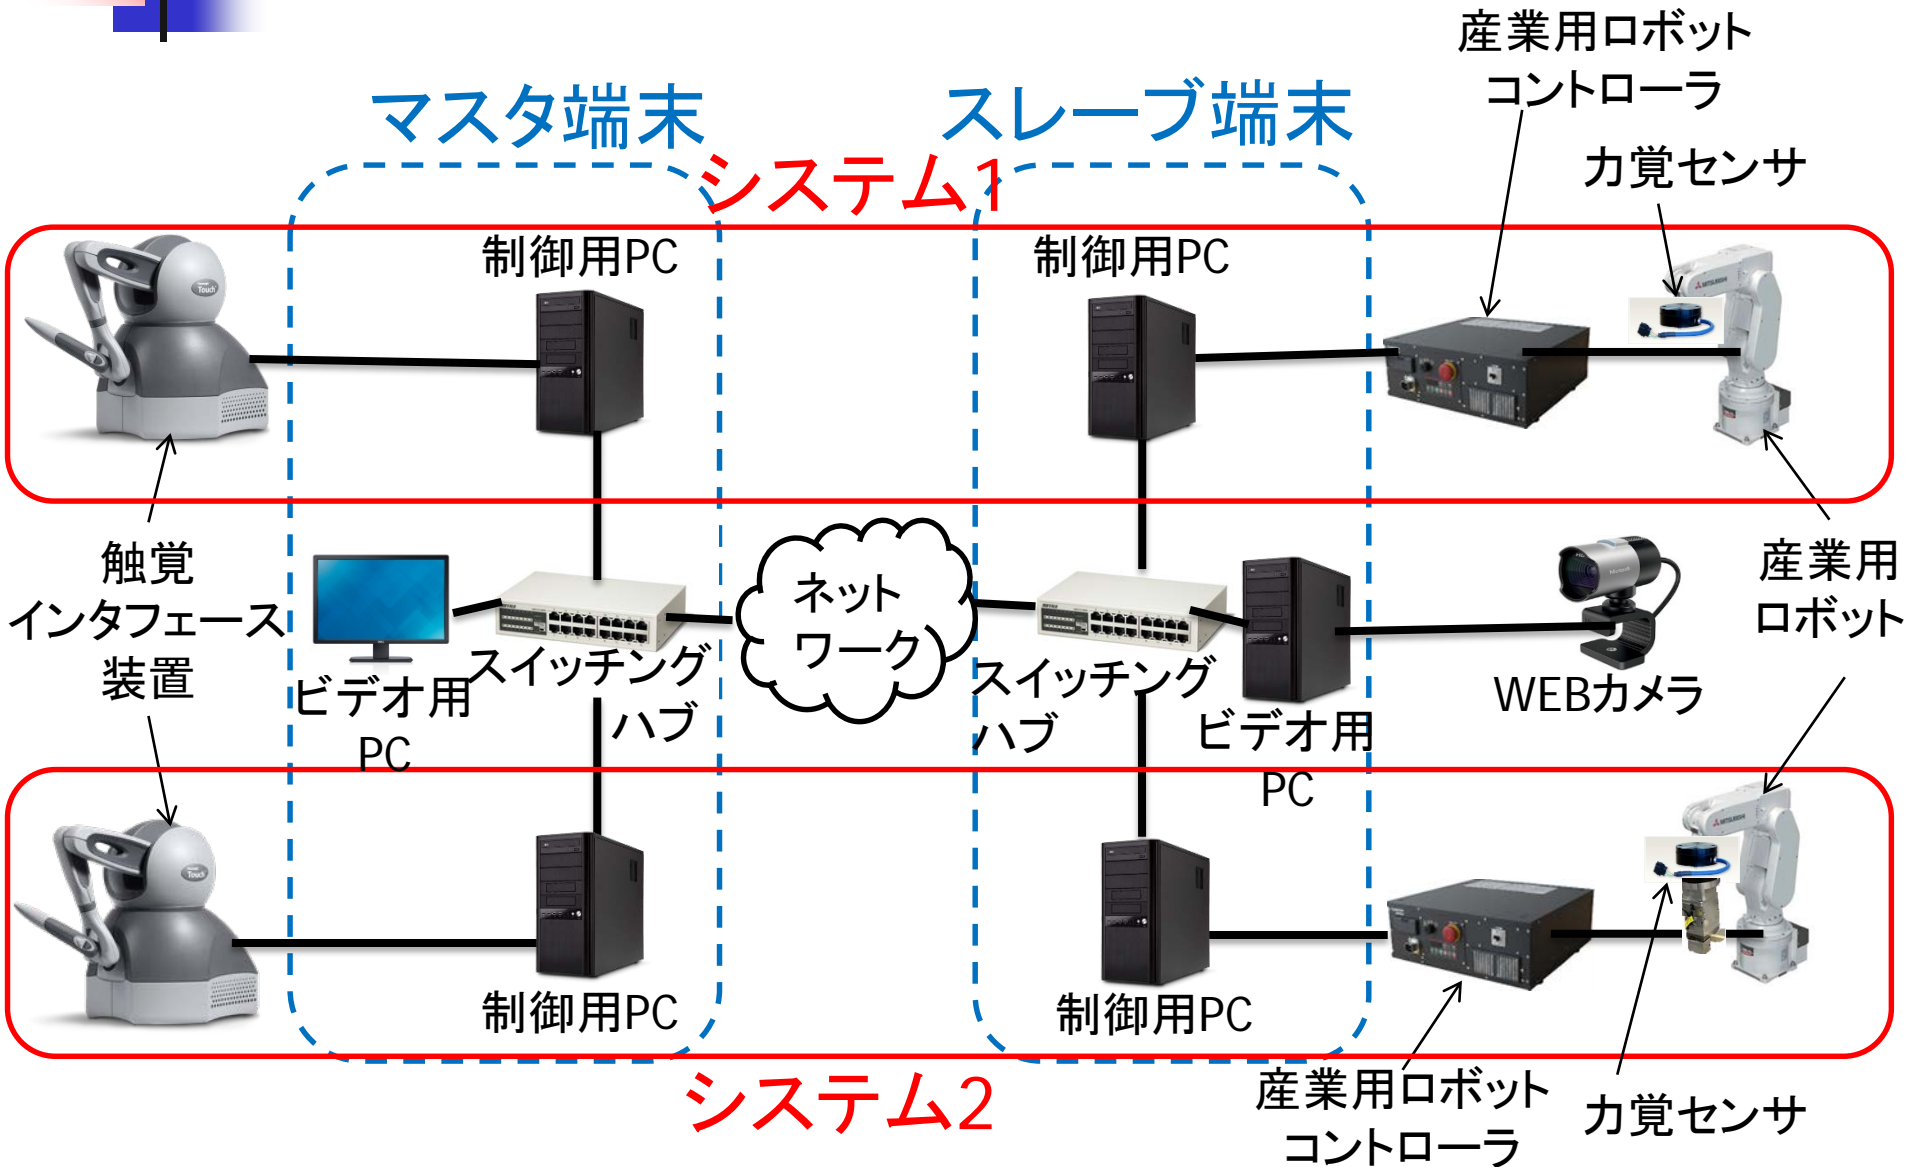 産業用ロボット
コントローラ
マスタ端末
スレーブ端末
システム1
力覚センサ
制御用PC
制御用PC
Touch
MITSUBISHI
触覚
インタフェース
装置
ビデオ用
PC
スイッチング
ハブ
ネット
ワーク
スイッチング
ハブ
ビデオ用
PC
Microsoft
WEBカメラ
産業用
ロボット
Touch
MITSUBISHI
制御用PC
制御用PC
システム2
産業用ロボット
コントローラ
力覚センサ